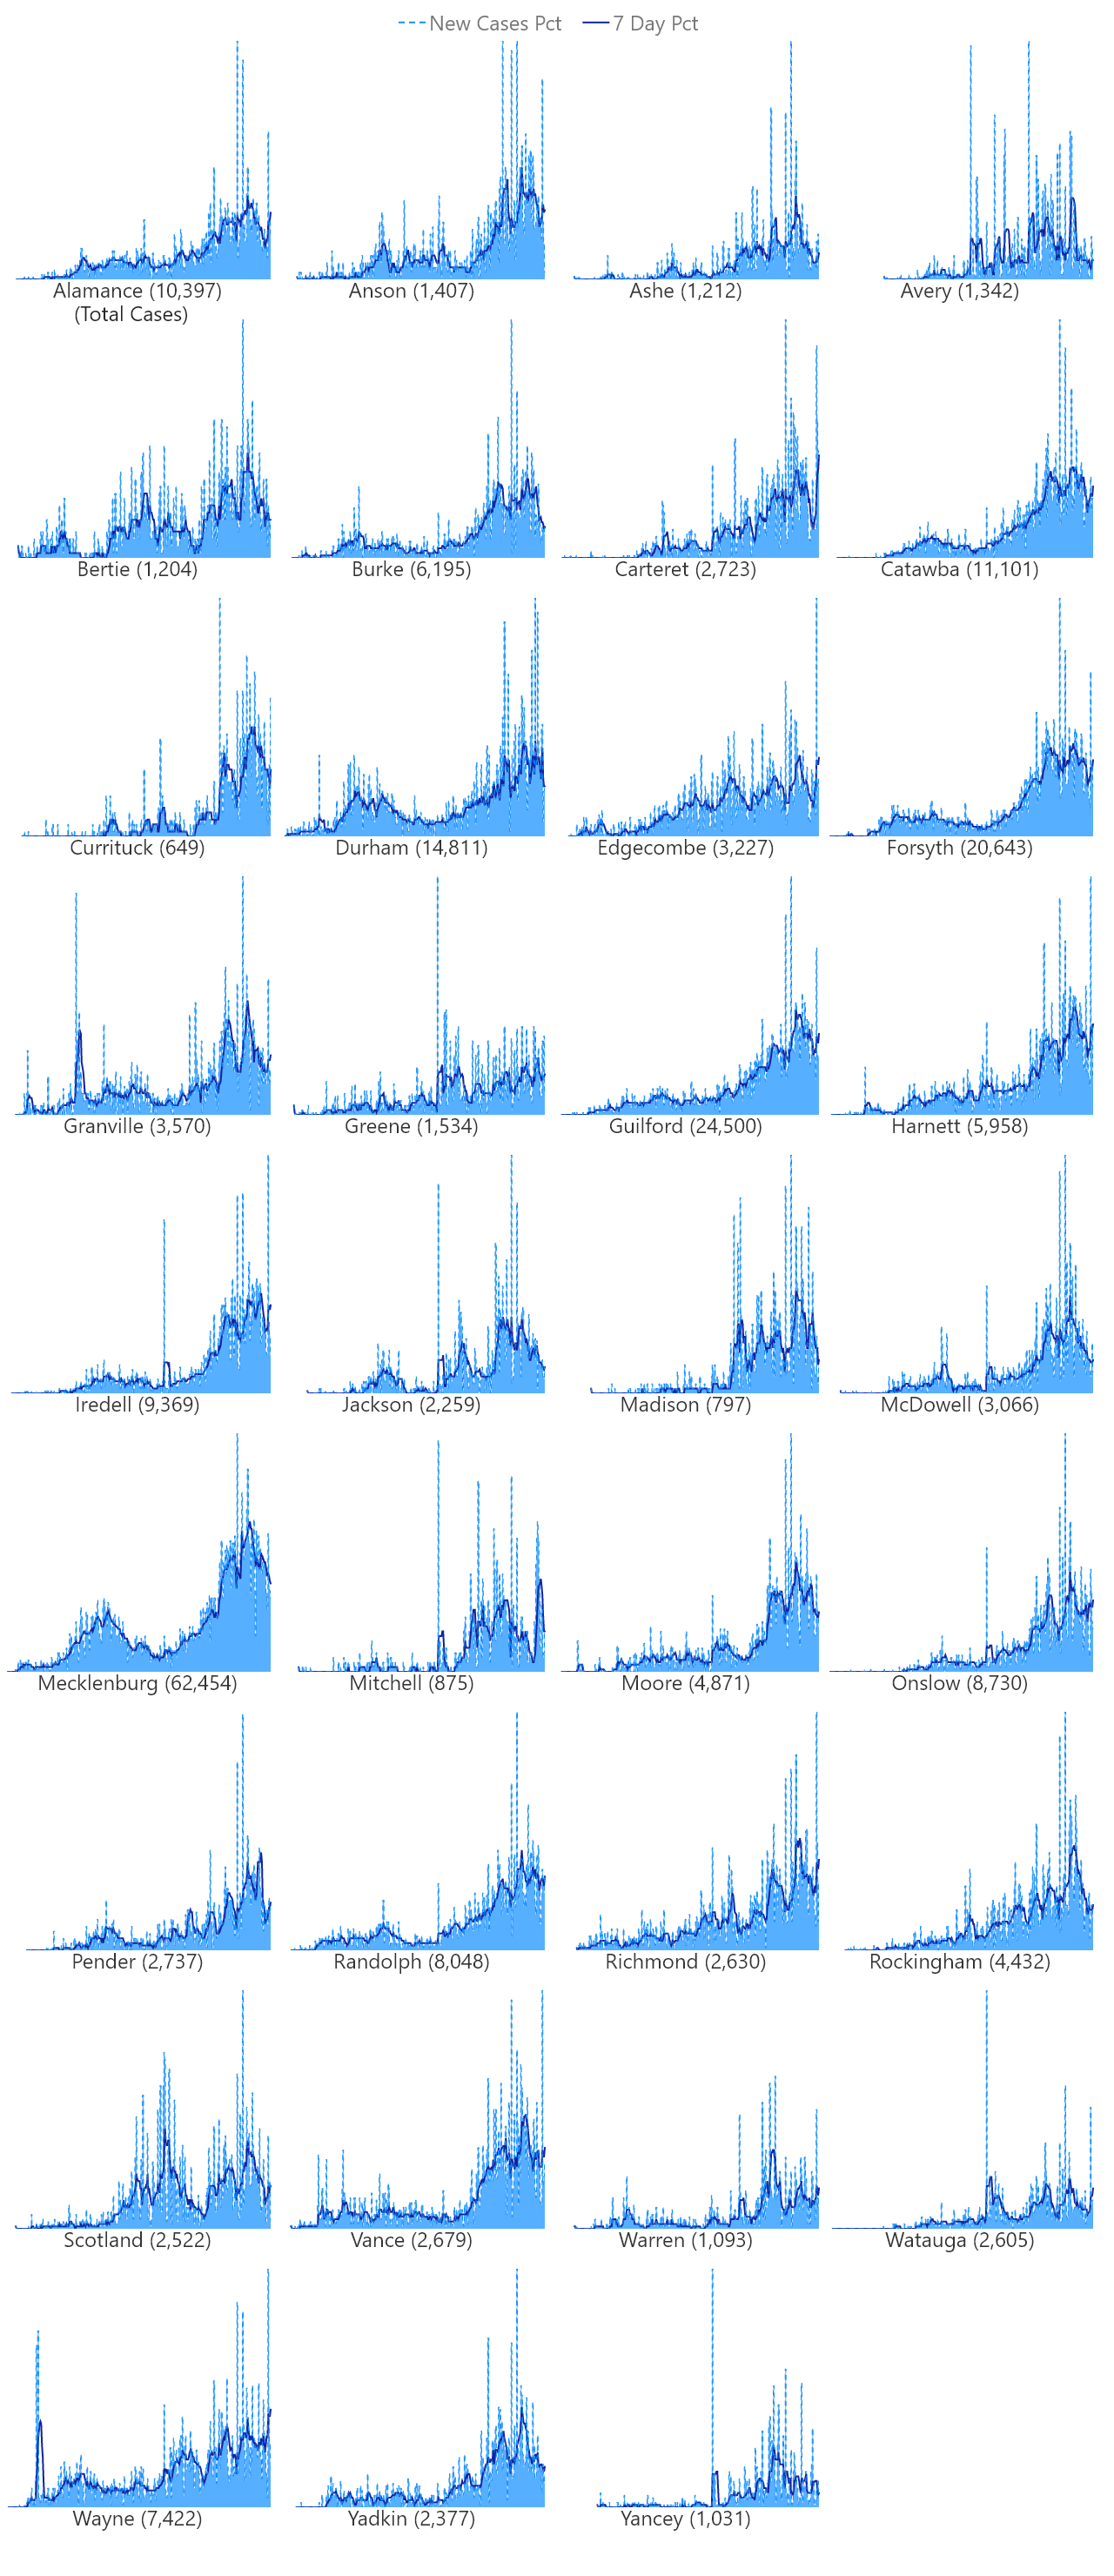 New Cases Pct 7 Day Pct
Alamance (10,397) Anson (1,407) Ashe (1,212) Avery (1,342)
(Total Cases)
Bertie (1,204) Burke (6,195) Carteret (2,723) Catawba (11,101)
Currituck (649) Durham (14,811) Edgecombe (3,227) Forsyth (20,643)
Granville (3,570) Greene (1,534) Guilford (24,500) Harnett (5,958)
Iredell (9,369) Jackson (2,259) Madison (797) McDowell (3,066)
Mecklenburg (62,454) Mitchell (875) Moore (4,871) Onslow (8,730)
Pender (2,737) Randolph (8,048) Richmond (2,630) Rockingham (4,432)
Scotland (2,522) Vance (2,679) Warren (1,093) Watauga (2,605)
Wayne (7,422) Yadkin (2,377) Yancey (1,031)